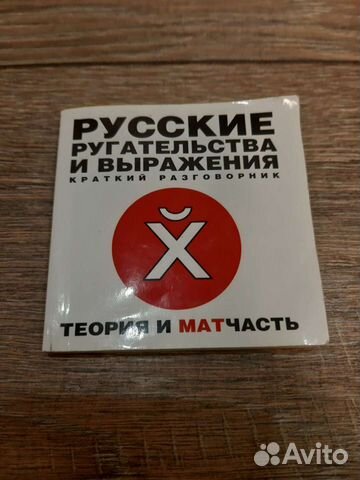 РУССКИЕ
РУГАТЕЛЬСТВА
И ВЫРАЖЕНИЯ
КРАТКИЙ РАЗГОВОРНИК
Х̆
ТЕОРИЯ И МАТЧАСТЬ
Avito